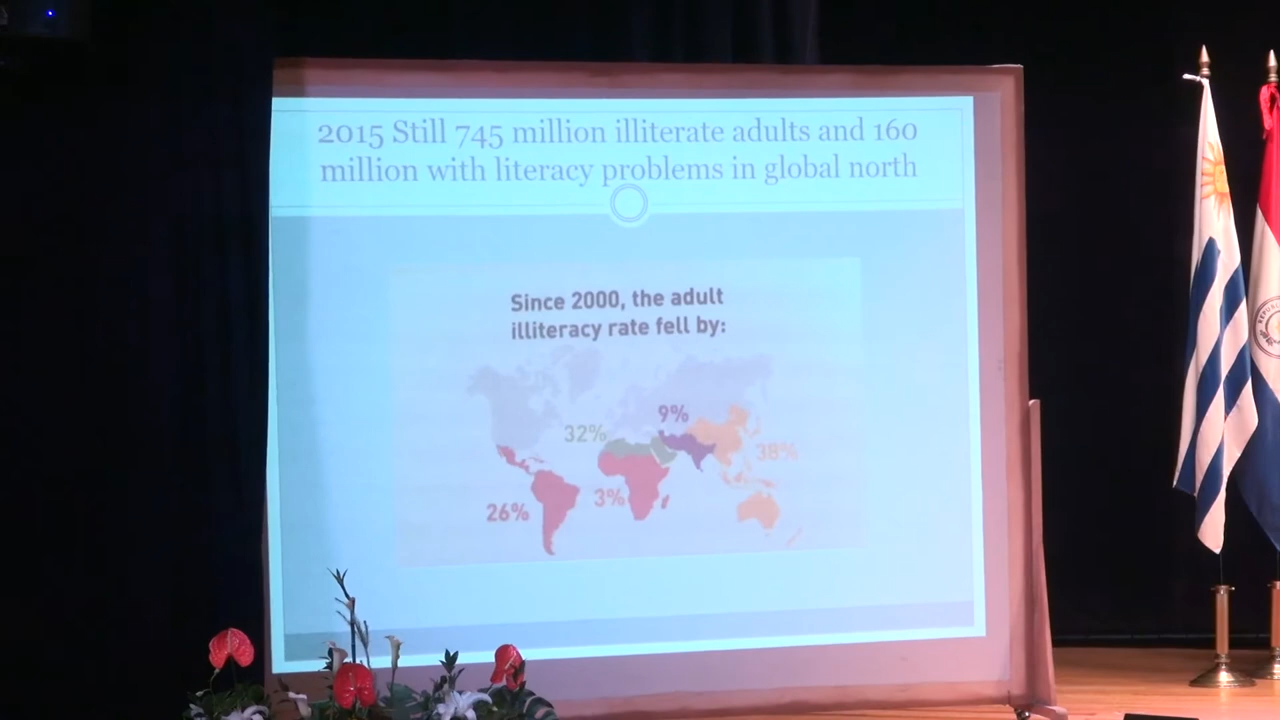 2015 Still 745 million illiterate adults and 160
million with literacy problems in global north
Since 2000, the adult
illiteracy rate fell by:
9%
32%
38%
3%
26%